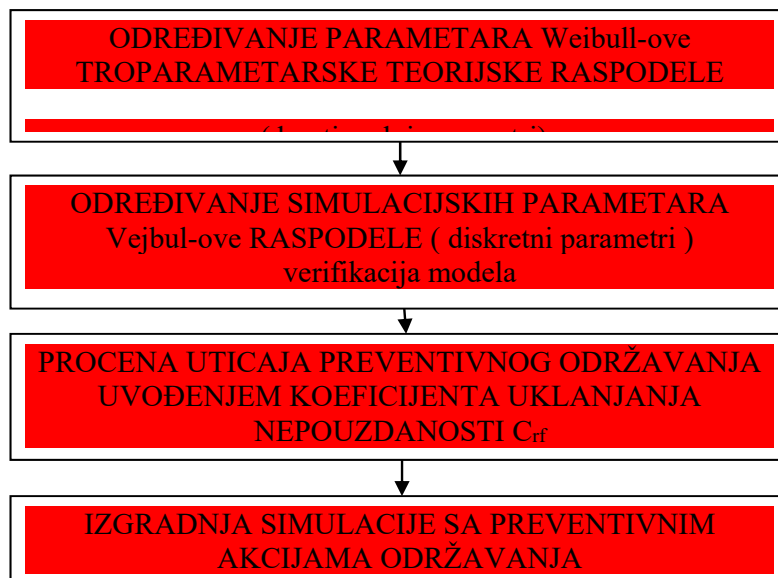 ODREĐIVANJE PARAMETARA Weibull-ove
TROPARAMETARSKE TEORIJSKE RASPODELE
ODREĐIVANJE SIMULACIJSKIH PARAMETARA
Vejbul-ove RASPODELE ( diskretni parametri )
verifikacija modela
PROCENA UTICAJA PREVENTIVNOG ODRŽAVANJA
UVOĐENJEM KOEFICIJENTA UKLANJANJA
NEPOUZDANOSTI Crf
IZGRADNJA SIMULACIJE SA PREVENTIVNIM
AKCIJAMA ODRŽAVANJA